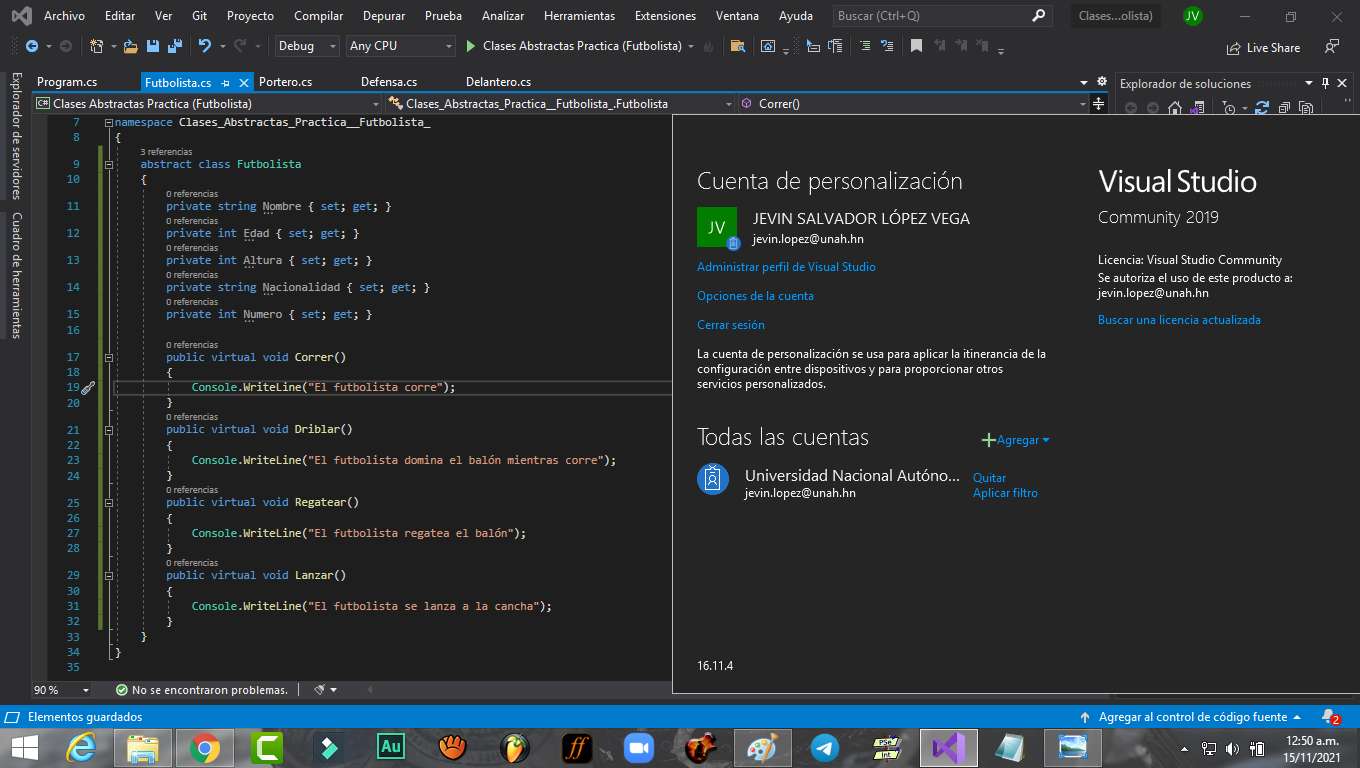 Archivo Editar Ver Git Proyecto Compilar Depurar Prueba Analizar Herramientas Extensiones Ventana Ayuda Buscar (Ctrl+Q) Clases...olista) JV
Debug Any CPU Clases Abstractas Practica (Futbolista) Live Share
Explorador de servidores
Cuadro de herramientas
Program.cs Futbolista.cs Portero.cs Defensa.cs Delantero.cs
Explorador de soluciones
C# Clases Abstractas Practica (Futbolista) Clases_Abstractas_Practica__Futbolista_.Futbolista Correr()
7 namespace Clases_Abstractas_Practica__Futbolista_
8 {
3 referencias
9 abstract class Futbolista
10 {
0 referencias
11 private string Nombre { set; get; }
0 referencias
12 private int Edad { set; get; }
0 referencias
13 private int Altura { set; get; }
0 referencias
14 private string Nacionalidad { set; get; }
0 referencias
15 private int Numero { set; get; }
16
0 referencias
17 public virtual void Correr()
18 {
19 Console.WriteLine("El futbolista corre");
20 }
0 referencias
21 public virtual void Driblar()
22 {
23 Console.WriteLine("El futbolista domina el balón mientras corre");
24 }
0 referencias
25 public virtual void Regatear()
26 {
27 Console.WriteLine("El futbolista regatea el balón");
28 }
0 referencias
29 public virtual void Lanzar()
30 {
31 Console.WriteLine("El futbolista se lanza a la cancha");
32 }
33 }
34 }
35
Cuenta de personalización
JV
JEVIN SALVADOR LÓPEZ VEGA
jevin.lopez@unah.hn
Administrar perfil de Visual Studio
Opciones de la cuenta
Cerrar sesión
La cuenta de personalización se usa para aplicar la itinerancia de la
configuración entre dispositivos y para proporcionar otros
servicios personalizados.
Todas las cuentas
Agregar
Universidad Nacional Autóno... Quitar
jevin.lopez@unah.hn Aplicar filtro
16.11.4
Visual Studio
Community 2019
Licencia: Visual Studio Community
Se autoriza el uso de este producto a:
jevin.lopez@unah.hn
Buscar una licencia actualizada
90 % No se encontraron problemas.
Elementos guardados Agregar al control de código fuente 2
C Au ff PSe Int
12:50 a.m.
15/11/2021